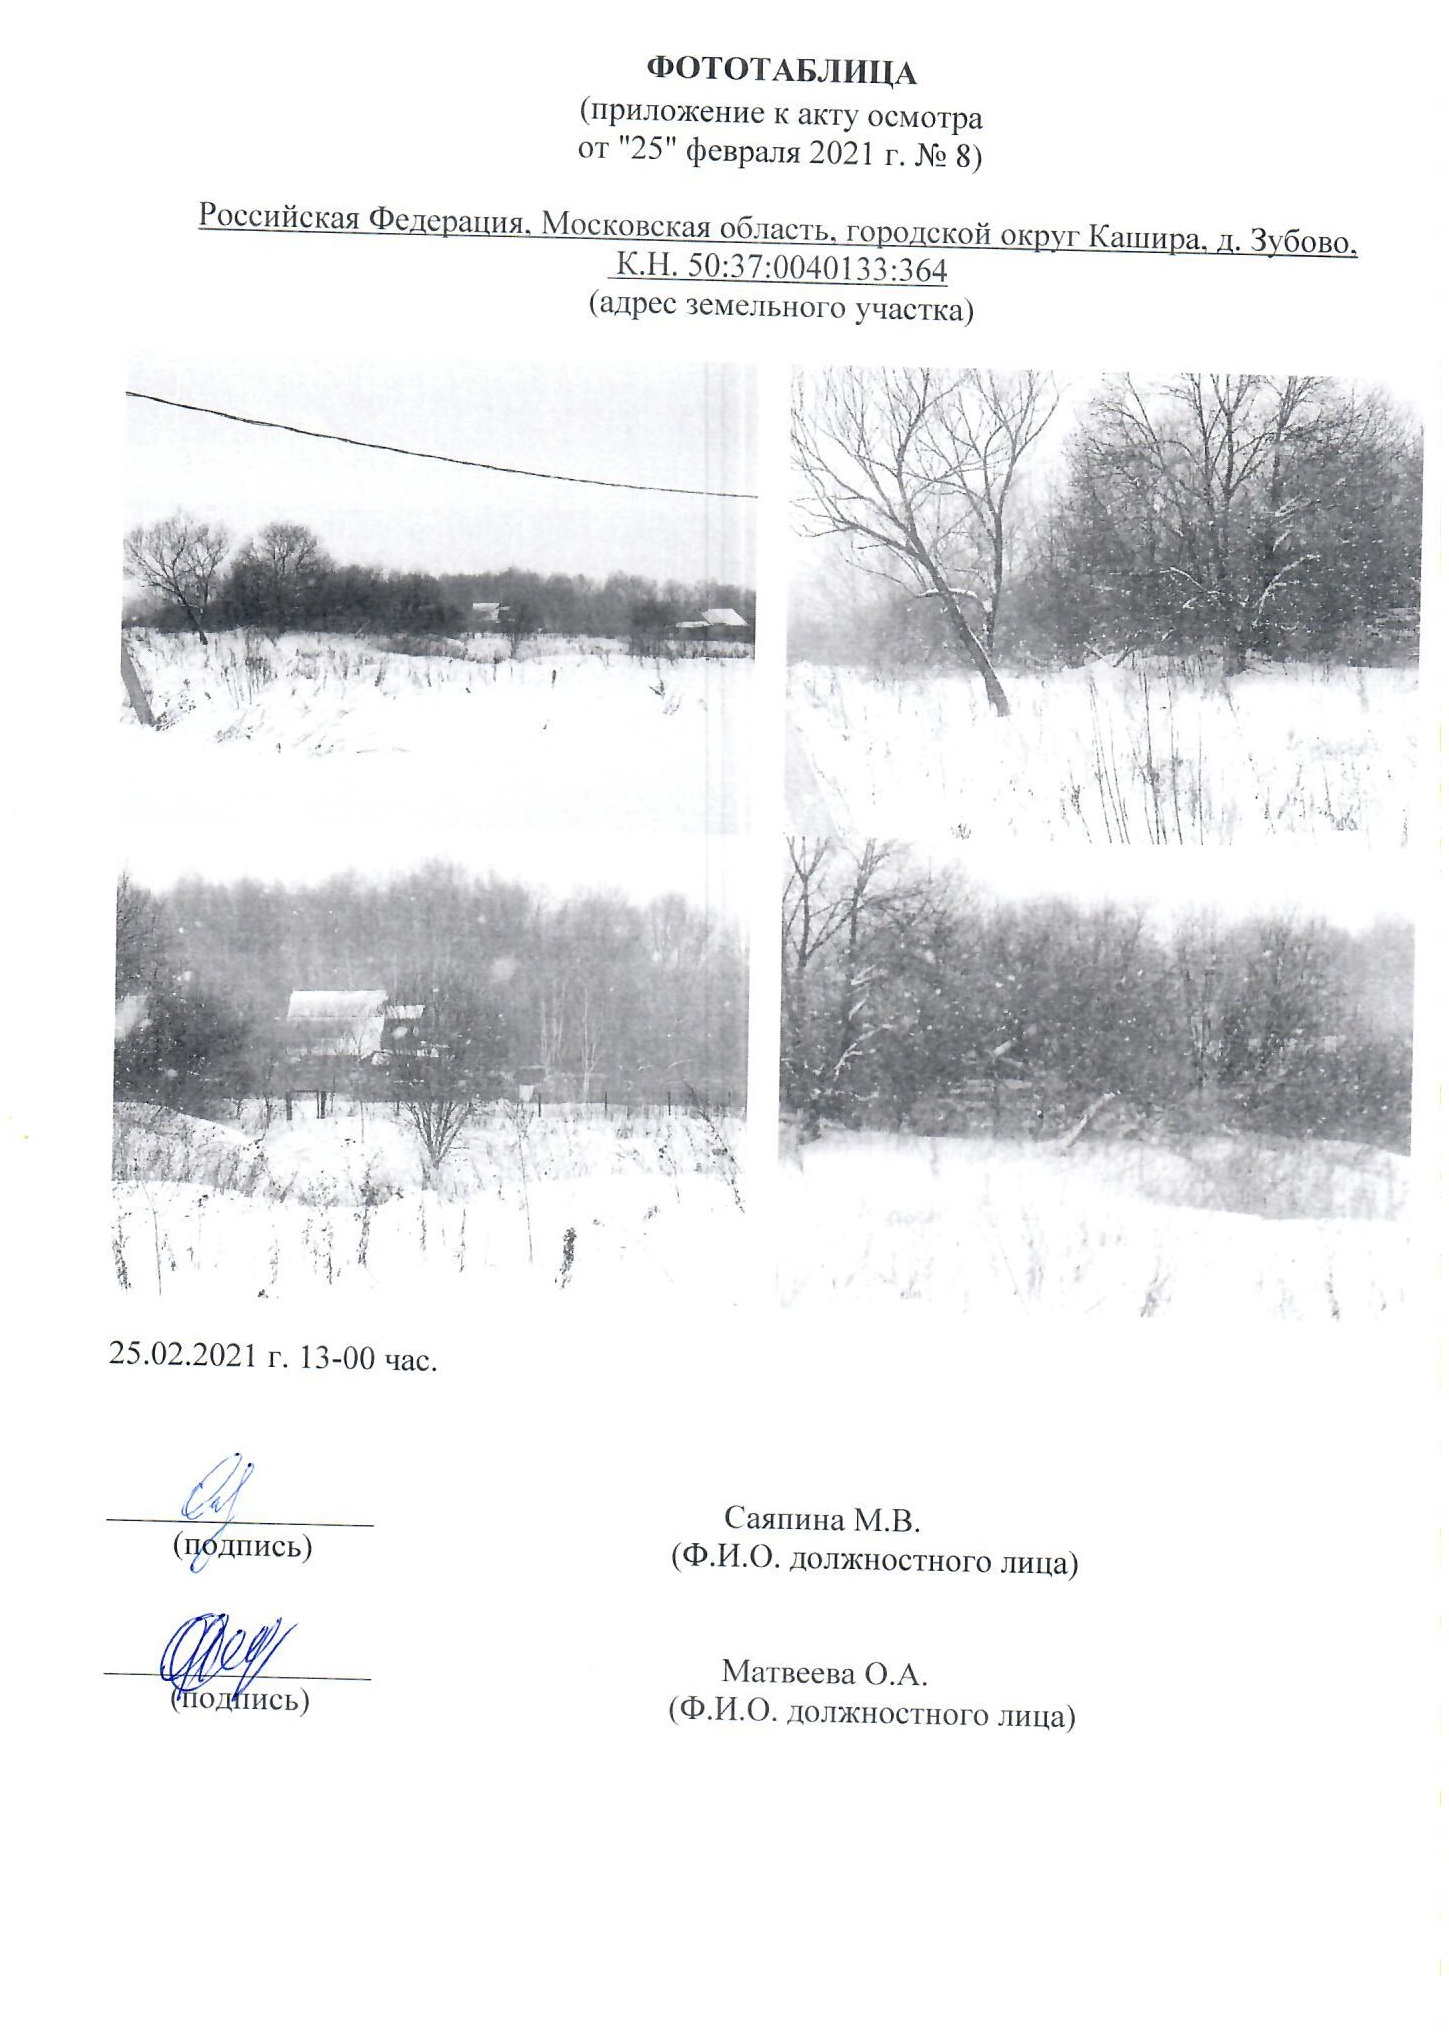 ФОТОТАБЛИЦА
(приложение к акту осмотра
от "25" февраля 2021 г. № 8)
Российская Федерация, Московская область, городской округ Кашира, д. Зубово,
К.Н. 50:37:0040133:364
(адрес земельного участка)
25.02.2021 г. 13-00 час.
Саяпина М.В.
(подпись) (Ф.И.О. должностного лица)
Матвеева О.А.
(подпись) (Ф.И.О. должностного лица)